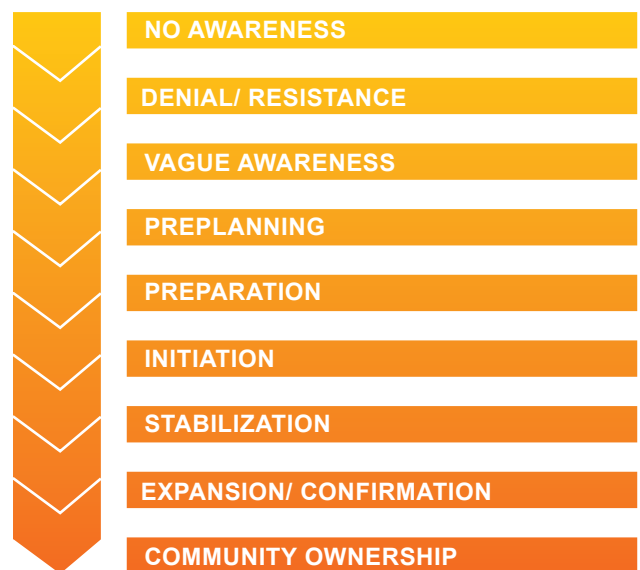 NO AWARENESS
DENIAL/ RESISTANCE
VAGUE AWARENESS
PREPLANNING
PREPARATION
INITIATION
STABILIZATION
EXPANSION/ CONFIRMATION
COMMUNITY OWNERSHIP